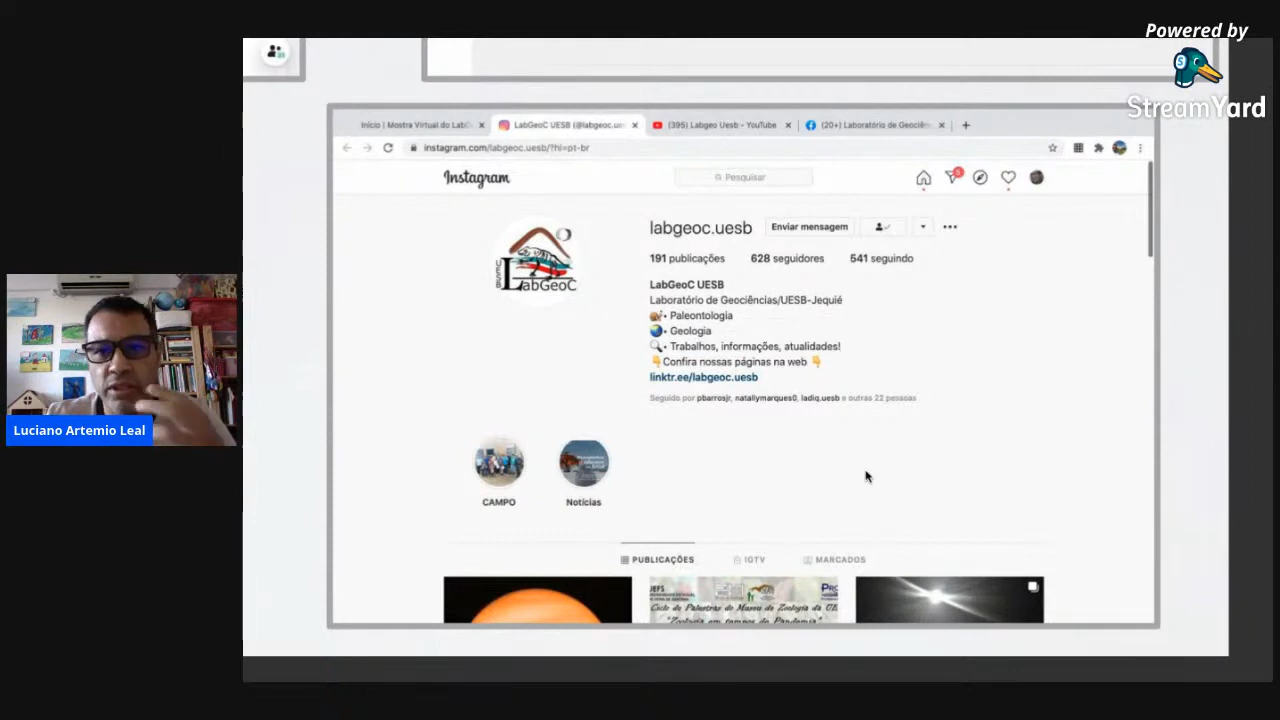 Powered by
StreamYard
Início | Mostra Virtual do LabG
LabGeoC UESB (@labgeoc.ue
(395) Labgeo Uesb - YouTube
(20+) Laboratório de Geociên
instagram.com/labgeoc.uesb/?hl=pt-br
Instagram
Pesquisar
5
labgeoc.uesb
Enviar mensagem
191 publicações 628 seguidores 541 seguindo
LabGeoC UESB
Laboratório de Geociências/UESB-Jequié
• Paleontologia
• Geologia
• Trabalhos, informações, atualidades!
Confira nossas páginas na web
linktr.ee/labgeoc.uesb
Seguido por pbarrosjr, natallymarques0, ladiq.uesb e outras 22 pessoas
UESB
LabGeoC
CAMPO
Notícias
PUBLICAÇÕES
IGTV
MARCADOS
UEFS
Ciclo de Palestras do Museu de Zoologia da UE
"Zoologia em tempos de Pandemia"
Luciano Artemio Leal